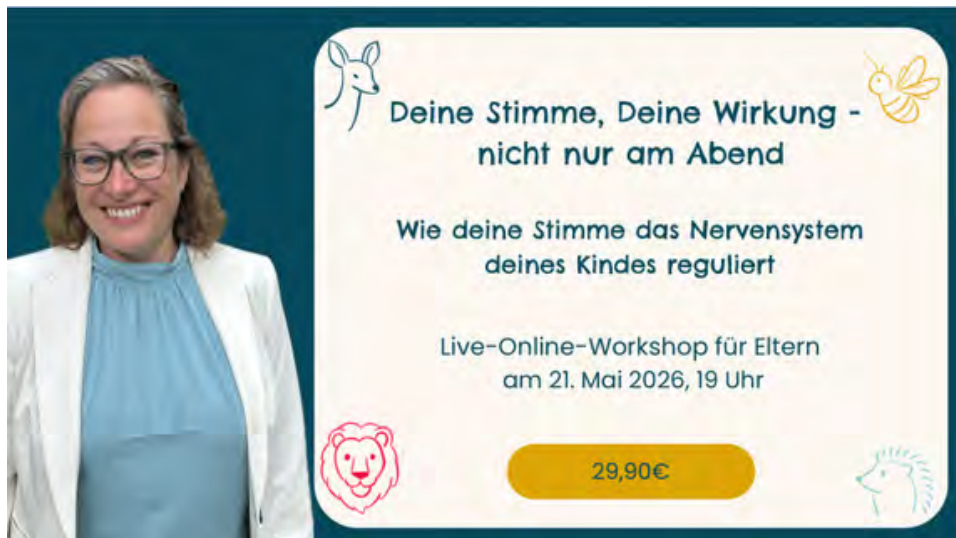 Deine Stimme, Deine Wirkung -
nicht nur am Abend
Wie deine Stimme das Nervensystem
deines Kindes reguliert
Live-Online-Workshop für Eltern
am 21. Mai 2026, 19 Uhr
29,90€